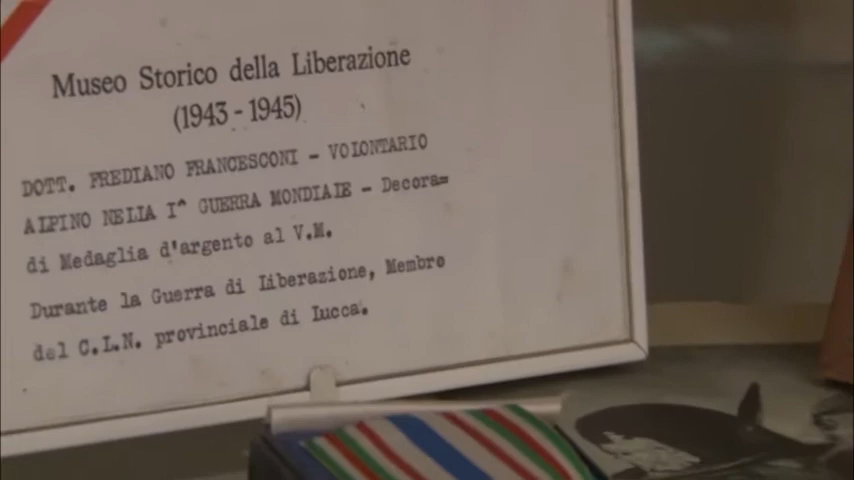 Museo Storico della Liberazione
(1943 - 1945)
DOTT. FREDIANO FRANCESCONI - VOLONTARIO
ALPINO NELLA I^ GUERRA MONDIALE - Decora=
di Medaglia d'argento al V.M.
Durante la Guerra di Liberazione, Membro
del C.L.N. provinciale di Lucca.